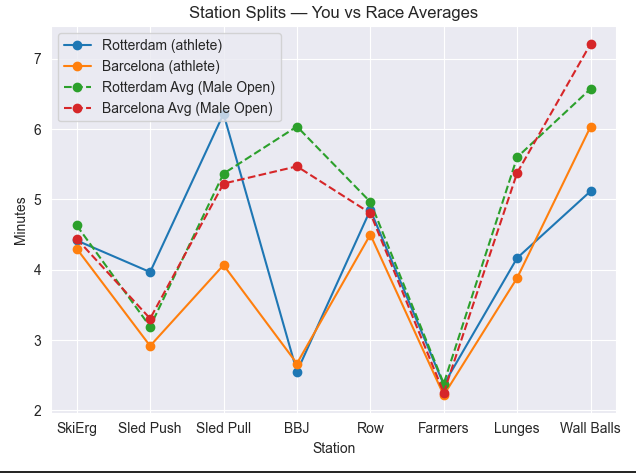 Station Splits — You vs Race Averages
Rotterdam (athlete)
Barcelona (athlete)
Rotterdam Avg (Male Open)
Barcelona Avg (Male Open)
Minutes
7
6
5
4
3
2
SkiErg Sled Push Sled Pull BBJ Row Farmers Lunges Wall Balls
Station